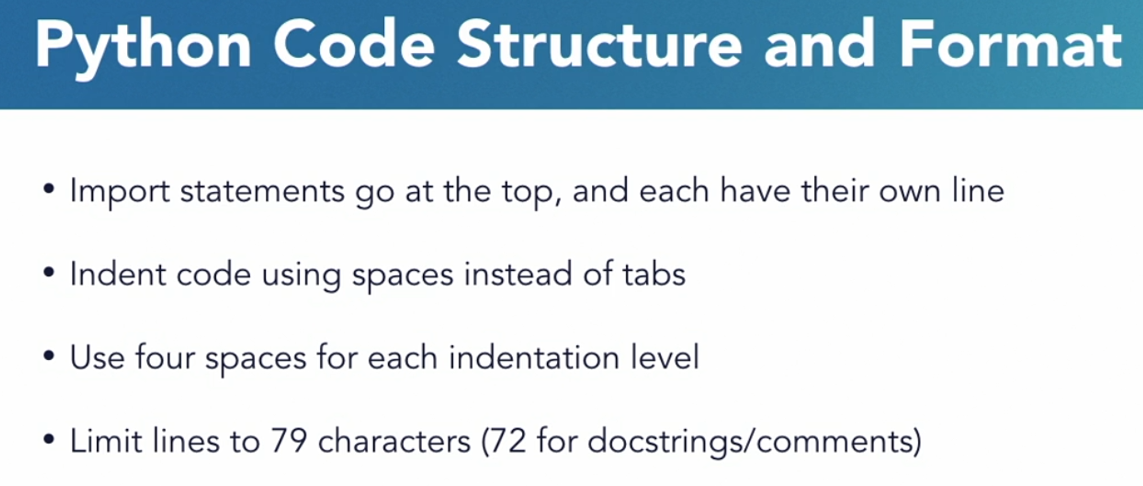 Python Code Structure and Format
• Import statements go at the top, and each have their own line
• Indent code using spaces instead of tabs
• Use four spaces for each indentation level
• Limit lines to 79 characters (72 for docstrings/comments)